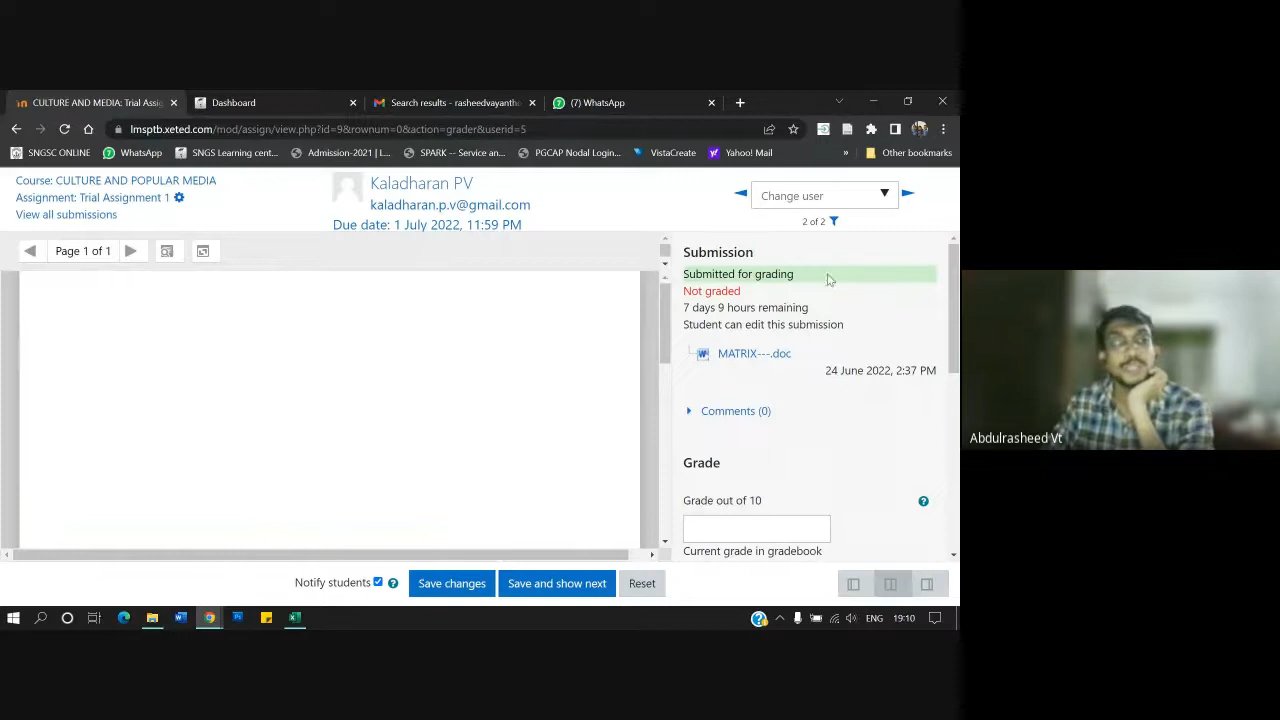 CULTURE AND MEDIA: Trial Assig
Dashboard
Search results - rasheedvayanth
(7) WhatsApp
lmsptb.xeted.com/mod/assign/view.php?id=9&rownum=0&action=grader&userid=5
SNGSC ONLINE
WhatsApp
SNGS Learning cent...
Admission-2021 | L...
SPARK -- Service an...
PGCAP Nodal Login...
VistaCreate
Yahoo! Mail
»
Other bookmarks
Course: CULTURE AND POPULAR MEDIA
Assignment: Trial Assignment 1
View all submissions
Kaladharan PV
kaladharan.p.v@gmail.com
Due date: 1 July 2022, 11:59 PM
Change user
2 of 2
Page 1 of 1
Submission
Submitted for grading
Not graded
7 days 9 hours remaining
Student can edit this submission
MATRIX---.doc
24 June 2022, 2:37 PM
Comments (0)
Grade
Grade out of 10
Current grade in gradebook
Notify students
Save changes
Save and show next
Reset
ENG
19:10
Abdulrasheed Vt